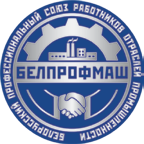 БЕЛОРУССКИЙ ПРОФЕССИОНАЛЬНЫЙ СОЮЗ РАБОТНИКОВ ОТРАСЛЕЙ ПРОМЫШЛЕННОСТИ
БЕЛПРОФМАШ